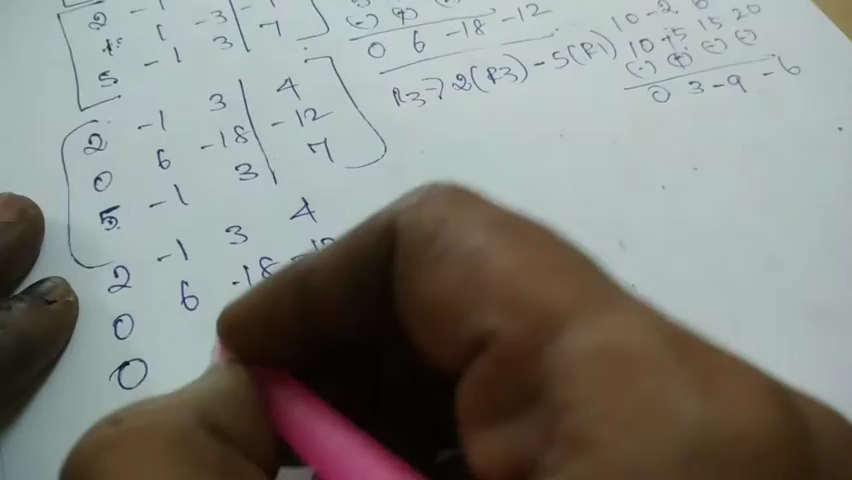 2 -1
1 -3 -1
5 -1 3 7
0 6 -18 -12
R3→2(R3)-5(R1)
10 -2 6
10 -5 15 20
(-) (+) (-) (-)
0 3 -9 -6
2 -1 3 4
0 6 -18 -12
5 -1 3 7
2 -1 3 4
0 6 -18 -12
0